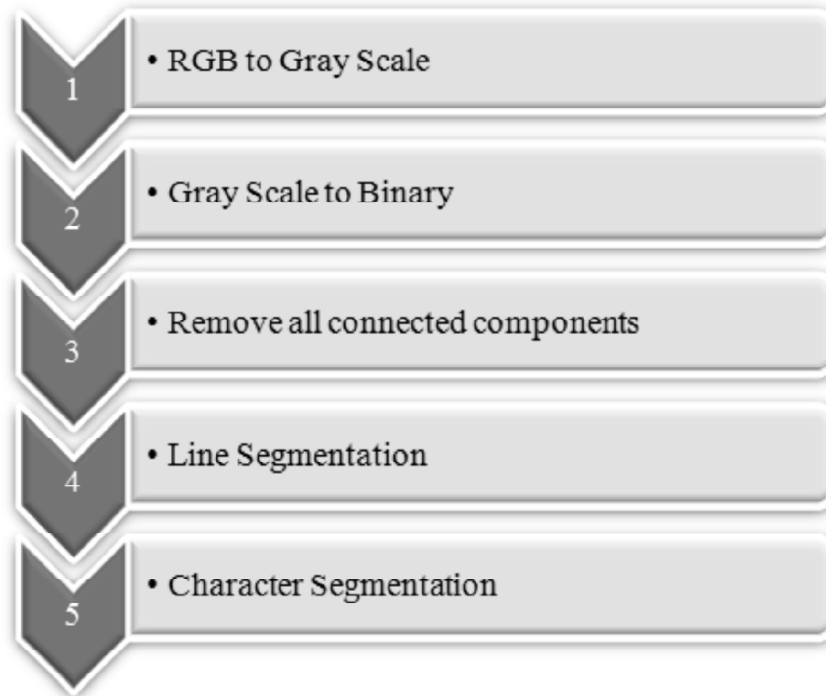 1
• RGB to Gray Scale
2
• Gray Scale to Binary
3
• Remove all connected components
4
• Line Segmentation
5
• Character Segmentation